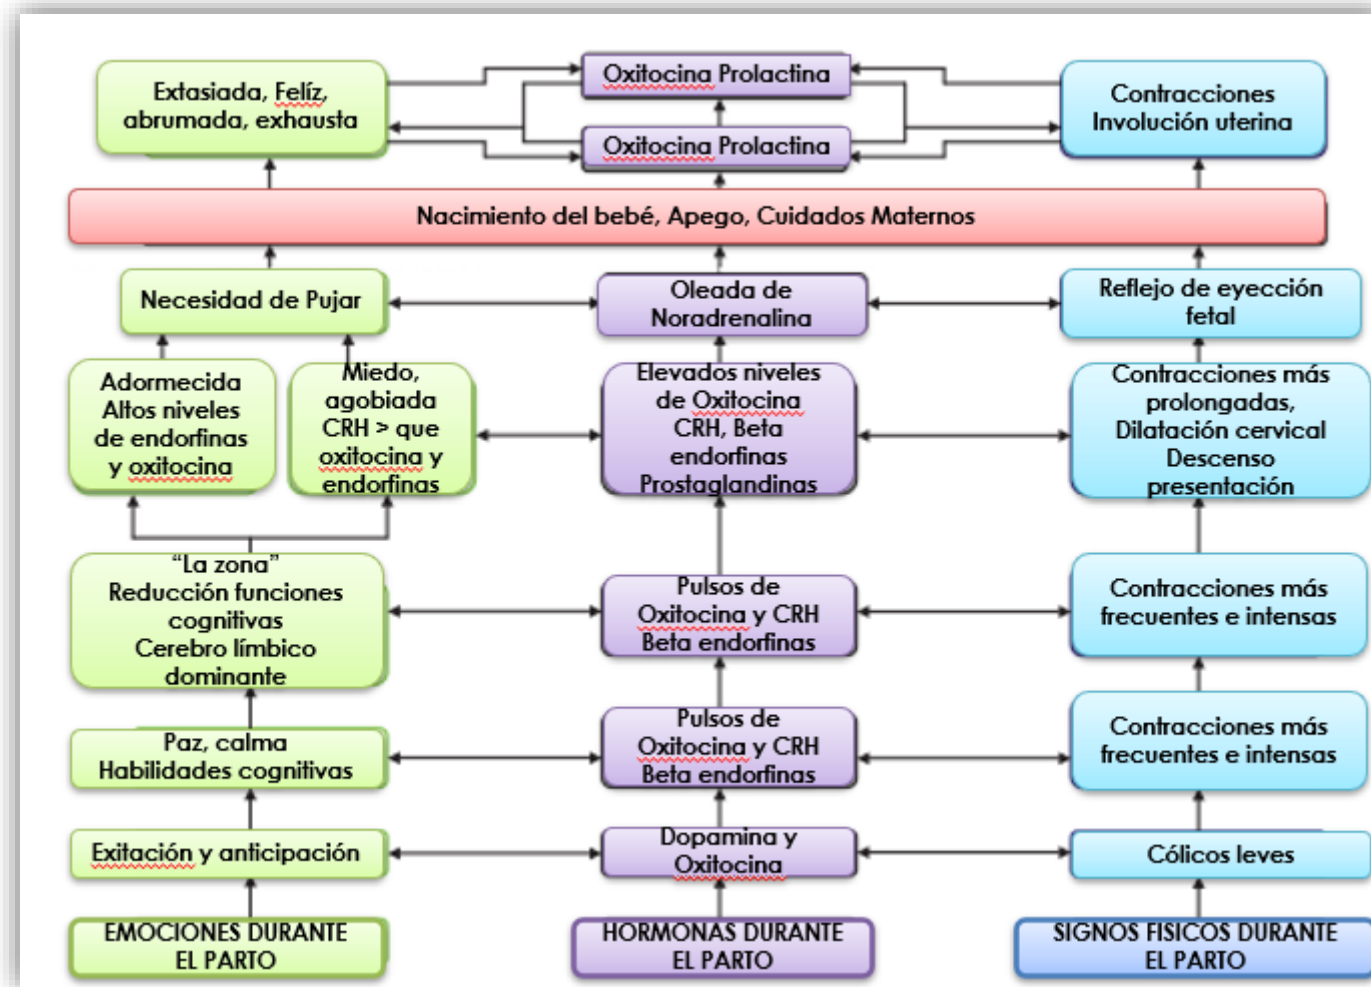 Extasiada, Felíz,
abrumada, exhausta
Oxitocina Prolactina
Oxitocina Prolactina
Contracciones
Involución uterina
Nacimiento del bebé, Apego, Cuidados Maternos
Necesidad de Pujar
Oleada de
Noradrenalina
Reflejo de eyección
fetal
Adormecida
Altos niveles
de endorfinas
y oxitocina
Miedo,
agobiada
CRH > que
oxitocina y
endorfinas
Elevados niveles
de Oxitocina
CRH, Beta
endorfinas
Prostaglandinas
Contracciones más
prolongadas,
Dilatación cervical
Descenso
presentación
“La zona”
Reducción funciones
cognitivas
Cerebro límbico
dominante
Pulsos de
Oxitocina y CRH
Beta endorfinas
Contracciones más
frecuentes e intensas
Paz, calma
Habilidades cognitivas
Pulsos de
Oxitocina y CRH
Beta endorfinas
Contracciones más
frecuentes e intensas
Exitación y anticipación
Dopamina y
Oxitocina
Cólicos leves
EMOCIONES DURANTE
EL PARTO
HORMONAS DURANTE
EL PARTO
SIGNOS FISICOS DURANTE
EL PARTO